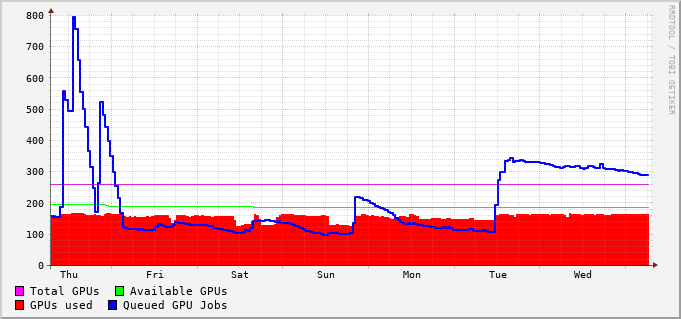 800
700
600
500
400
300
200
100
0
Thu Fri Sat Sun Mon Tue Wed
Total GPUs Available GPUs
GPUs used Queued GPU Jobs
RRDTOOL / TOBI OETIKER